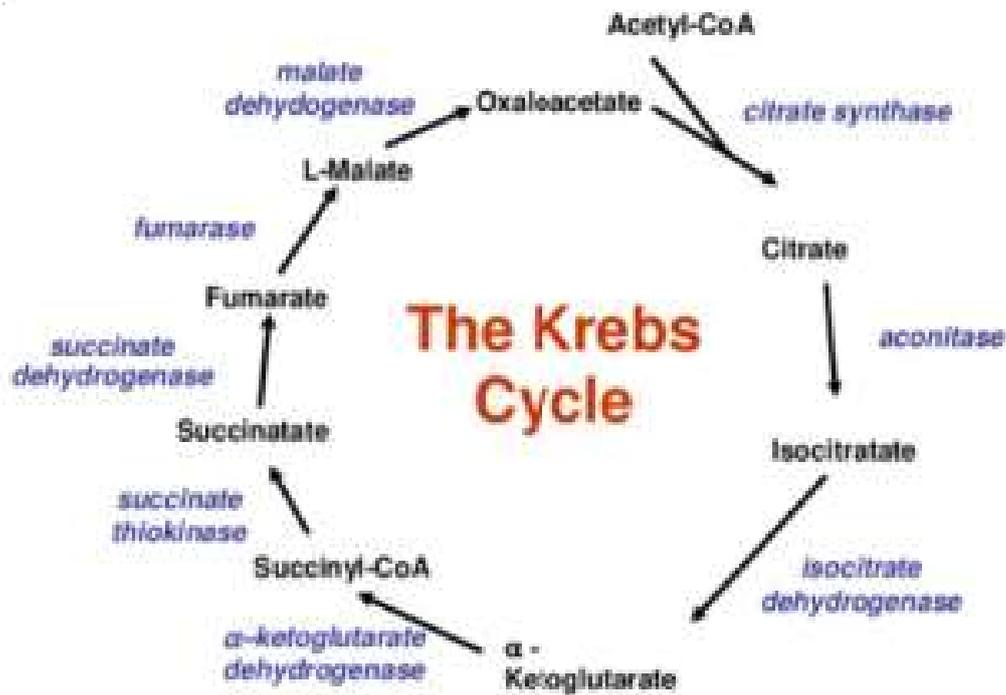 Acetyl-CoA
malate
dehydogenase
Oxaloacetate
citrate synthase
L-Malate
fumarase
Citrate
Fumarate
The Krebs
Cycle
aconitase
succinate
dehydrogenase
Succinatate
Isocitratate
succinate
thiokinase
Succinyl-CoA
isocitrate
dehydrogenase
α-ketoglutarate
dehydrogenase
α -
Ketoglutarate